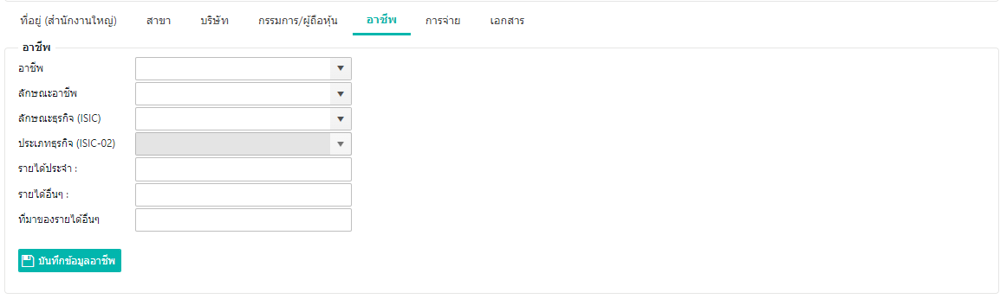 ที่อยู่ (สำนักงานใหญ่) สาขา บริษัท กรรมการ/ผู้ถือหุ้น อาชีพ การจ่าย เอกสาร
อาชีพ
อาชีพ
ลักษณะอาชีพ
ลักษณะธุรกิจ (ISIC)
ประเภทธุรกิจ (ISIC-02)
รายได้ประจำ :
รายได้อื่นๆ :
ที่มาของรายได้อื่นๆ
บันทึกข้อมูลอาชีพ